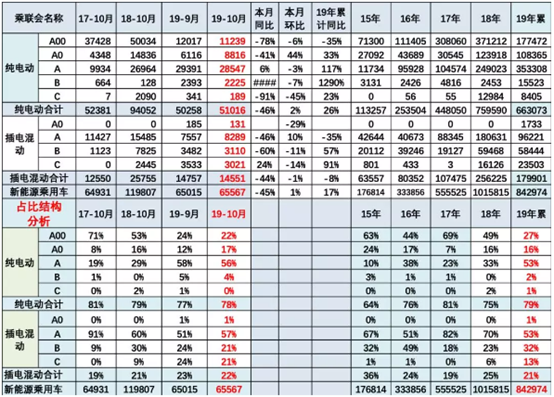 乘联会名称 17-10月 18-10月 19-9月 19-10月 本月同比 本月环比 19年累计同比 15年 16年 17年 18年 19年累
纯电动 A00 37428 50034 12017 11239 -78% -6% -35% 71300 111405 308060 371212 177472
A0 4348 14836 6116 8816 -41% 44% 33% 27092 43689 30545 123918 108365
A 9934 26964 29391 28547 6% -3% 117% 11734 95928 104574 249023 353308
B 664 128 2393 2225 #### -7% 1290% 3131 2426 4816 2453 15523
C 7 2090 341 189 -91% -45% 23% 0 56 55 12984 8405
纯电动合计 52381 94052 50258 51016 -46% 2% 26% 113257 253504 448050 759590 663073
插电混动 A0 0 0 185 131 -29% 1733
A 11427 15485 7557 8289 -46% 10% -35% 42644 40673 88345 180631 96221
B 1123 7825 3482 3110 -60% -11% 57% 20112 39246 19127 59468 58444
C 0 2445 3533 3021 24% -14% 91% 801 433 3 16126 23503
插电混动合计 12550 25755 14757 14551 -44% -1% -8% 63557 80352 107475 256225 179901
新能源乘用车 64931 119807 65015 65567 -45% 1% 17% 176814 333856 555525 1015815 842974
占比结构分析 17-10月 18-10月 19-9月 19-10月 15年 16年 17年 18年 19年累
纯电动 A00 71% 53% 24% 22% 63% 44% 69% 49% 27%
A0 8% 16% 12% 17% 24% 17% 7% 16% 16%
A 19% 29% 58% 56% 10% 38% 23% 33% 53%
B 1% 0% 5% 4% 3% 1% 1% 0% 2%
C 0% 2% 1% 0% 0% 0% 0% 2% 1%
纯电动合计 81% 79% 77% 78% 64% 76% 81% 75% 79%
插电混动 A0 0% 0% 1% 1% 0% 0% 0% 0% 1%
A 91% 60% 51% 57% 67% 51% 82% 70% 53%
B 9% 30% 24% 21% 32% 49% 18% 23% 32%
C 0% 9% 24% 21% 1% 1% 0% 6% 13%
插电混动合计 19% 21% 23% 22% 36% 24% 19% 25% 21%
新能源乘用车 64931 119807 65015 65567 176814 333856 555525 1015815 842974